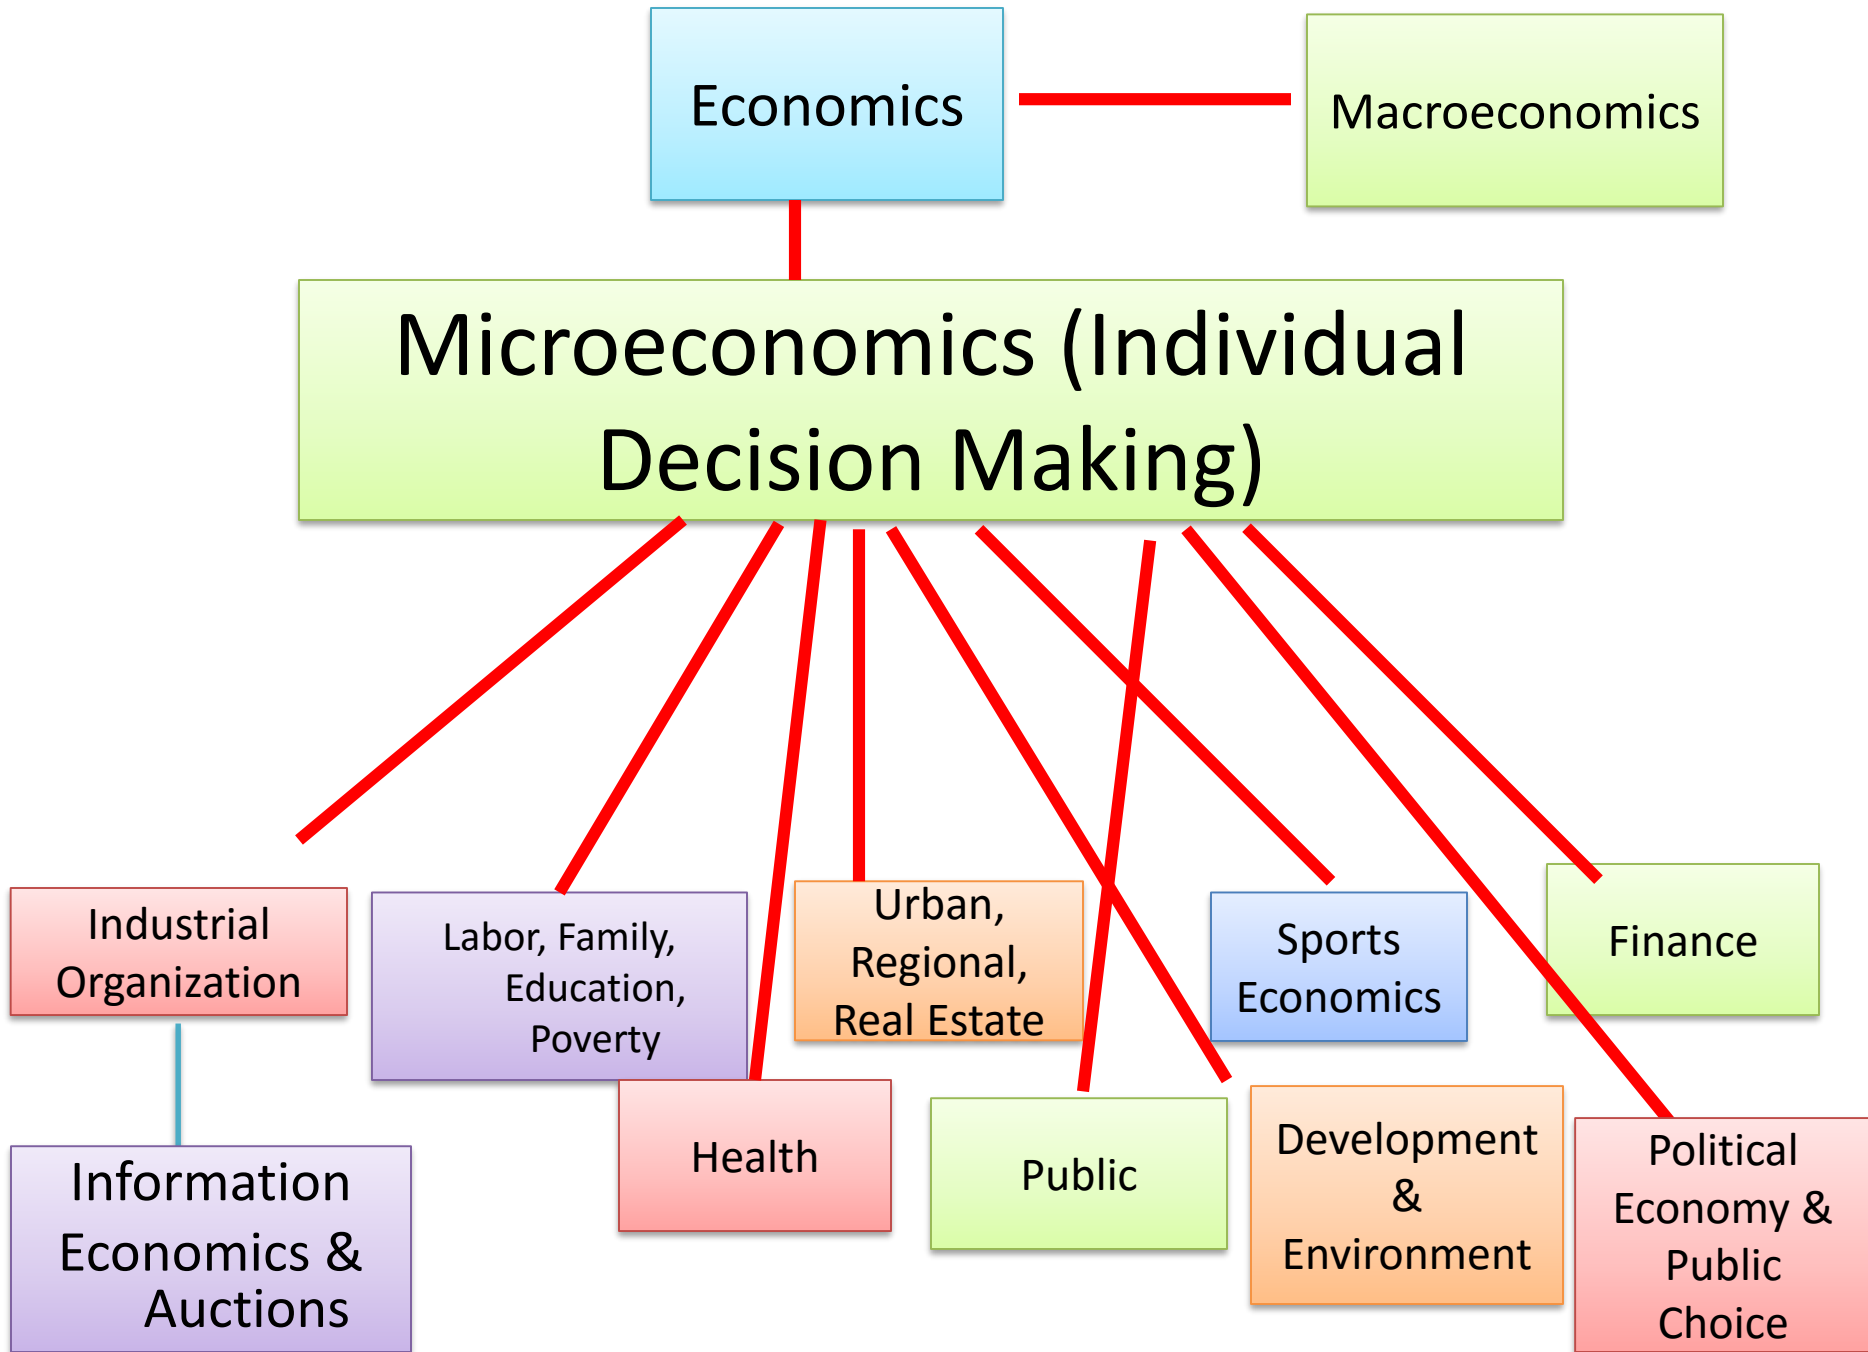 Economics
Macroeconomics
Microeconomics (Individual
Decision Making)
Industrial
Organization
Labor, Family,
Education,
Poverty
Urban,
Regional,
Real Estate
Sports
Economics
Finance
Information
Economics &
Auctions
Health
Public
Development
&
Environment
Political
Economy &
Public
Choice